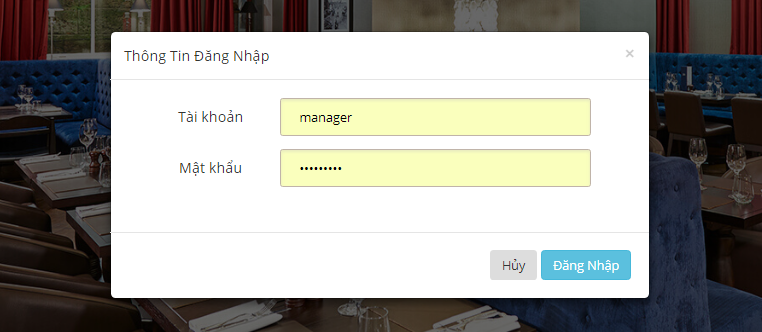 Thông Tin Đăng Nhập ×
Tài khoản manager
Mật khẩu •••••••••
Hủy Đăng Nhập